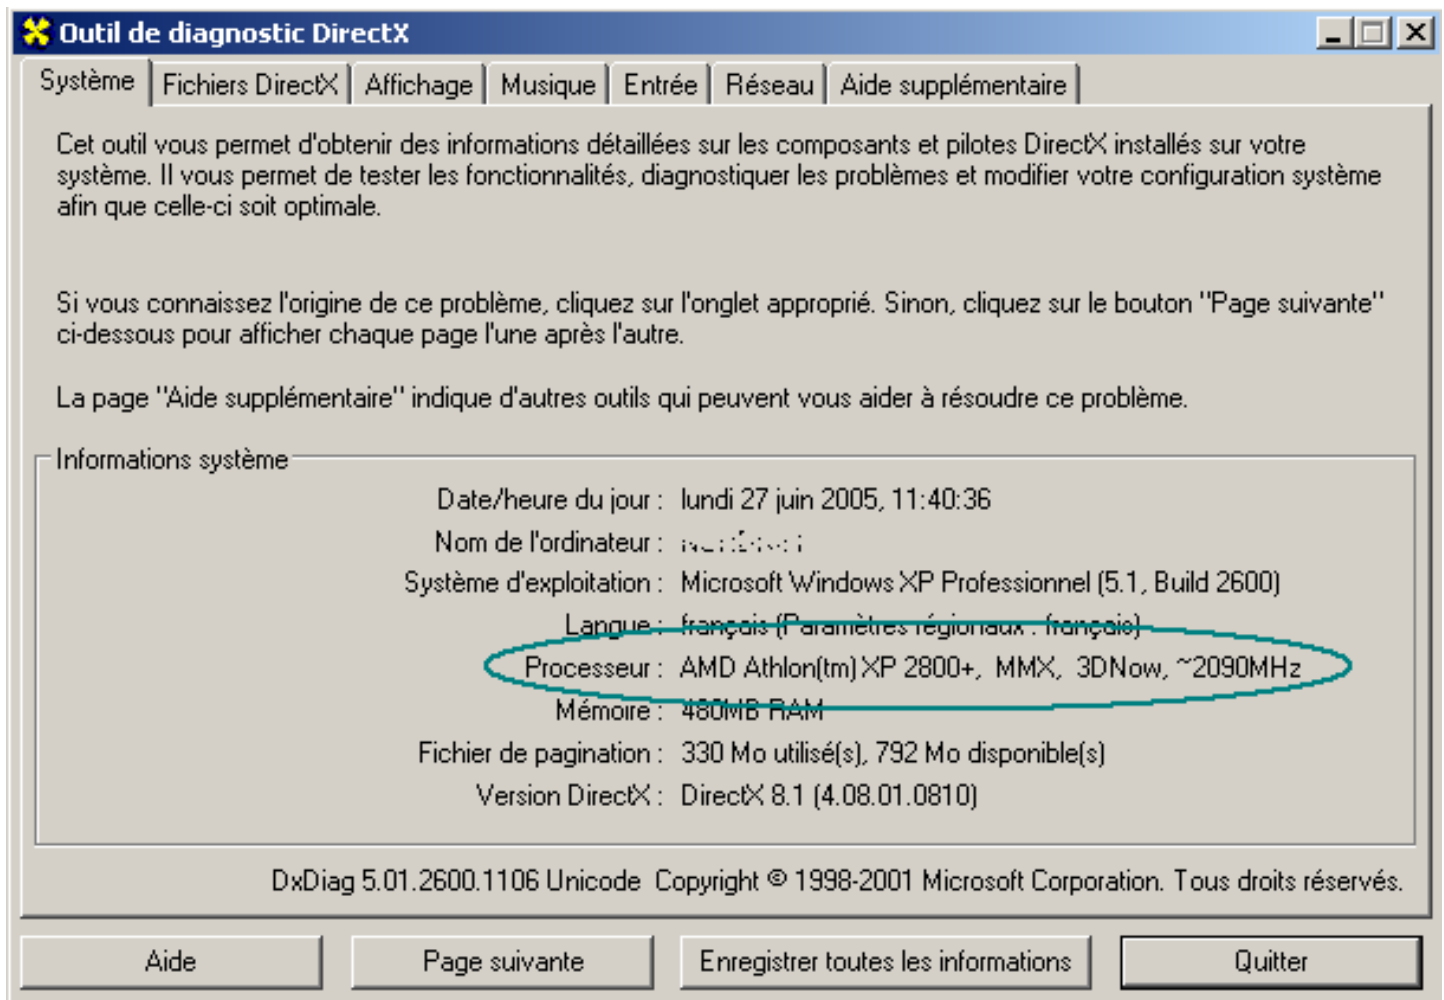 Outil de diagnostic DirectX
Système Fichiers DirectX Affichage Musique Entrée Réseau Aide supplémentaire
Cet outil vous permet d'obtenir des informations détaillées sur les composants et pilotes DirectX installés sur votre
système. Il vous permet de tester les fonctionnalités, diagnostiquer les problèmes et modifier votre configuration système
afin que celle-ci soit optimale.
Si vous connaissez l'origine de ce problème, cliquez sur l'onglet approprié. Sinon, cliquez sur le bouton "Page suivante"
ci-dessous pour afficher chaque page l'une après l'autre.
La page "Aide supplémentaire" indique d'autres outils qui peuvent vous aider à résoudre ce problème.
Informations système
Date/heure du jour : lundi 27 juin 2005, 11:40:36
Nom de l'ordinateur :
Système d'exploitation : Microsoft Windows XP Professionnel (5.1, Build 2600)
Langue : français (Paramètres régionaux : français)
Processeur : AMD Athlon(tm) XP 2800+, MMX, 3DNow, ~2090MHz
Mémoire : 480MB RAM
Fichier de pagination : 330 Mo utilisé(s), 792 Mo disponible(s)
Version DirectX : DirectX 8.1 (4.08.01.0810)
DxDiag 5.01.2600.1106 Unicode Copyright © 1998-2001 Microsoft Corporation. Tous droits réservés.
Aide Page suivante Enregistrer toutes les informations Quitter